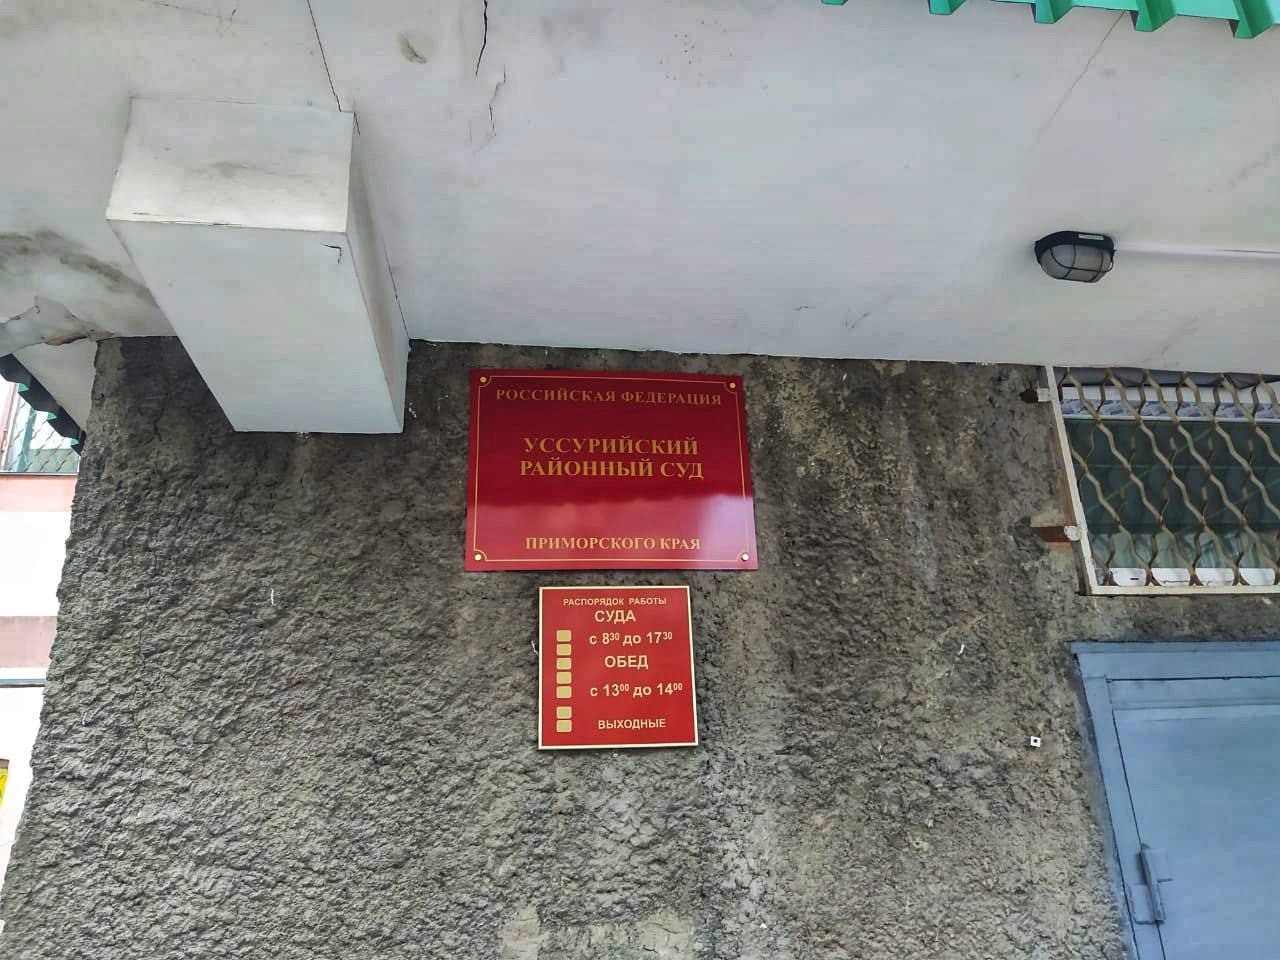 РОССИЙСКАЯ ФЕДЕРАЦИЯ
УССУРИЙСКИЙ
РАЙОННЫЙ СУД
ПРИМОРСКОГО КРАЯ
РАСПОРЯДОК РАБОТЫ
СУДА
с 8³⁰ до 17³⁰
ОБЕД
с 13⁰⁰ до 14⁰⁰
ВЫХОДНЫЕ